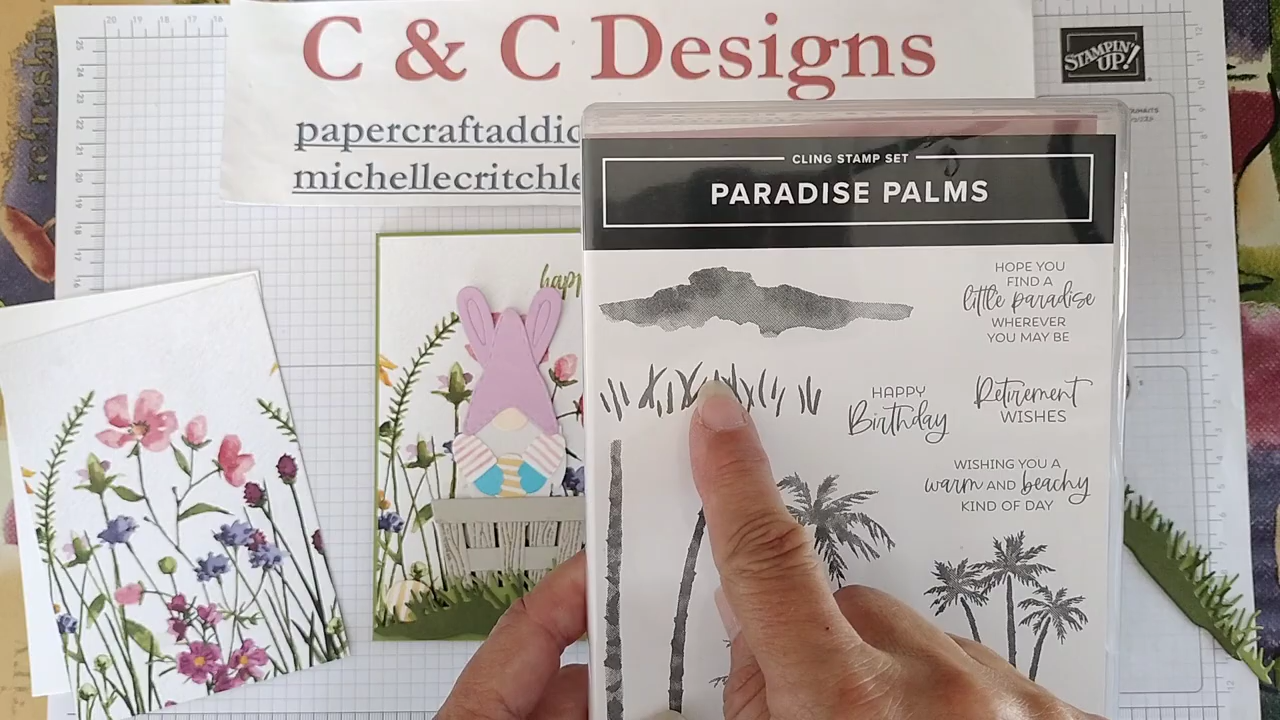 C & C Designs
papercraftaddic
michellecritchle
STAMPIN'
UP!
CLING STAMP SET
PARADISE PALMS
HOPE YOU
FIND A
little paradise
WHEREVER
YOU MAY BE
HAPPY
Birthday
Retirement
WISHES
WISHING YOU A
warm AND beachy
KIND OF DAY
happ